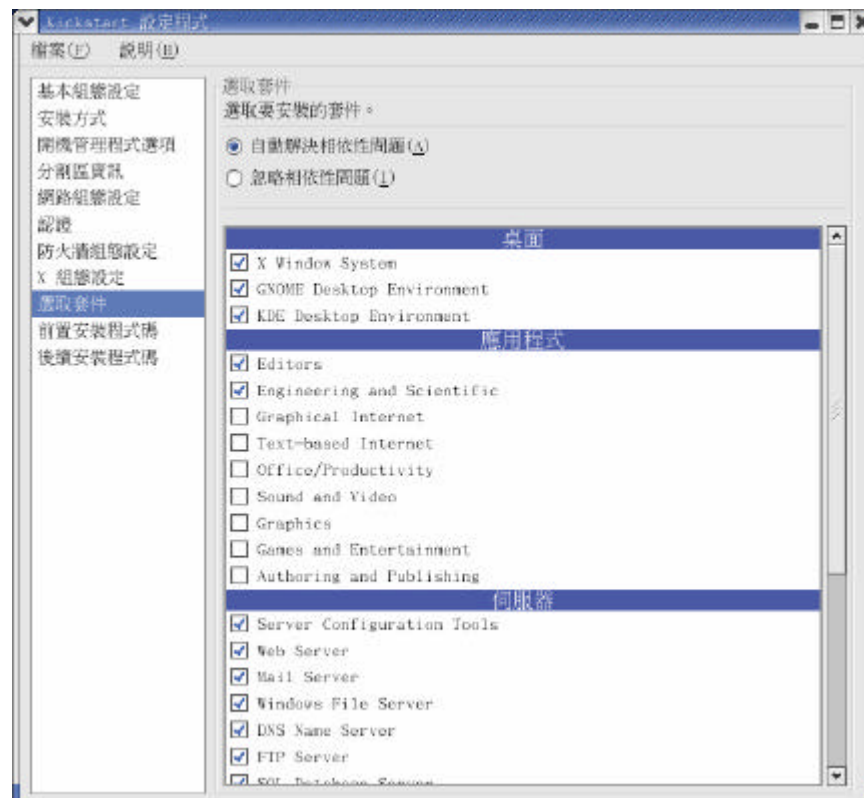 Kickstart 設定程式
檔案(F) 說明(H)
基本組態設定
安裝方式
開機管理程式選項
分割區資訊
網路組態設定
認證
防火牆組態設定
X 組態設定
選取套件
前置安裝程式碼
後續安裝程式碼
選取套件
選取要安裝的套件。
自動解決相依性問題(A)
忽略相依性問題(I)
桌面
X Window System
GNOME Desktop Environment
KDE Desktop Environment
應用程式
Editors
Engineering and Scientific
Graphical Internet
Text-based Internet
Office/Productivity
Sound and Video
Graphics
Games and Entertainment
Authoring and Publishing
伺服器
Server Configuration Tools
Web Server
Mail Server
Windows File Server
DNS Name Server
FTP Server
SQL Database Server